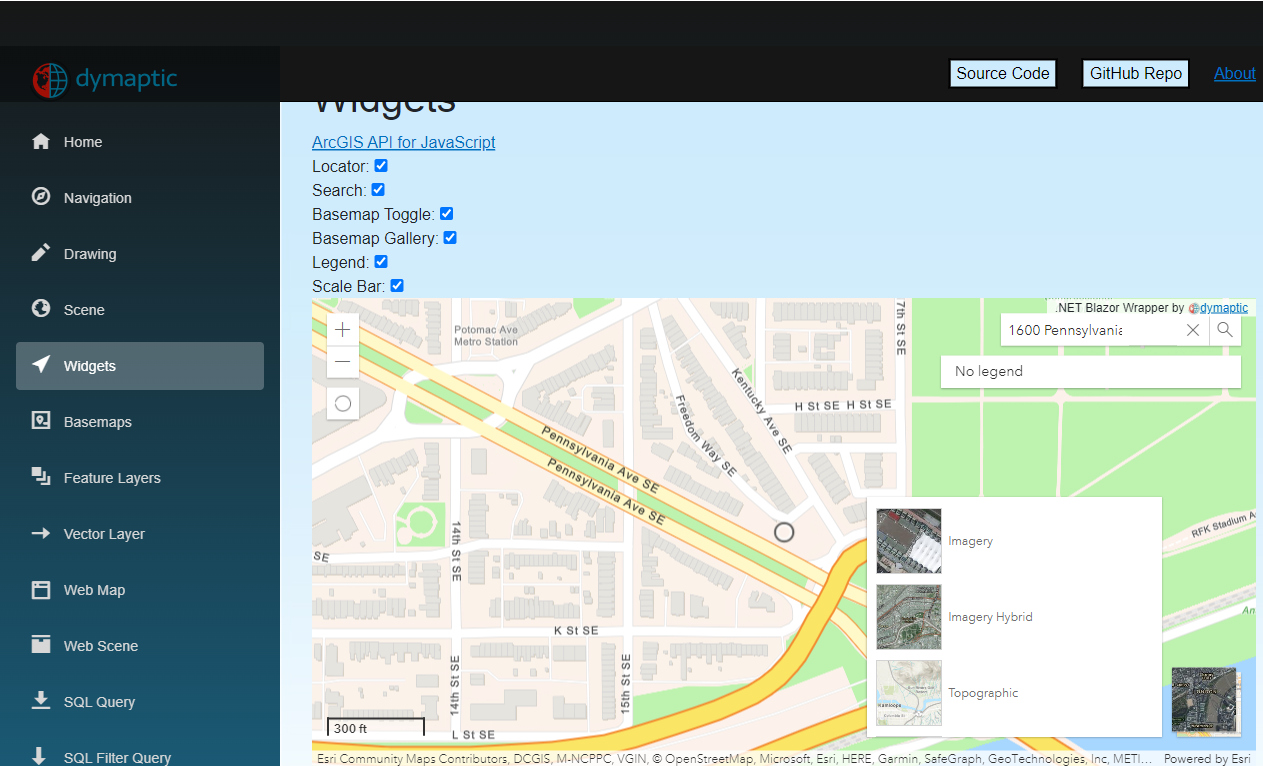 dymaptic
Source Code
GitHub Repo
About
Home
Navigation
Drawing
Scene
Widgets
Basemaps
Feature Layers
Vector Layer
Web Map
Web Scene
SQL Query
SQL Filter Query
Widgets
ArcGIS API for JavaScript
Locator:
Search:
Basemap Toggle:
Basemap Gallery:
Legend:
Scale Bar:
.NET Blazor Wrapper by dymaptic
1600 Pennsylvania
No legend
Potomac Ave
Metro Station
17th St SE
Kentucky Ave SE
H St SE H St SE
Freedom Way SE
Pennsylvania Ave SE
Pennsylvania Ave SE
14th St SE
SE
RFK Stadium A
An
K St SE
14th St SE
15th St SE
L St SE
300 ft
Imagery
Imagery Hybrid
Topographic
Esri Community Maps Contributors, DCGIS, M-NCPPC, VGIN, © OpenStreetMap, Microsoft, Esri, HERE, Garmin, SafeGraph, GeoTechnologies, Inc, METI...
Powered by Esri